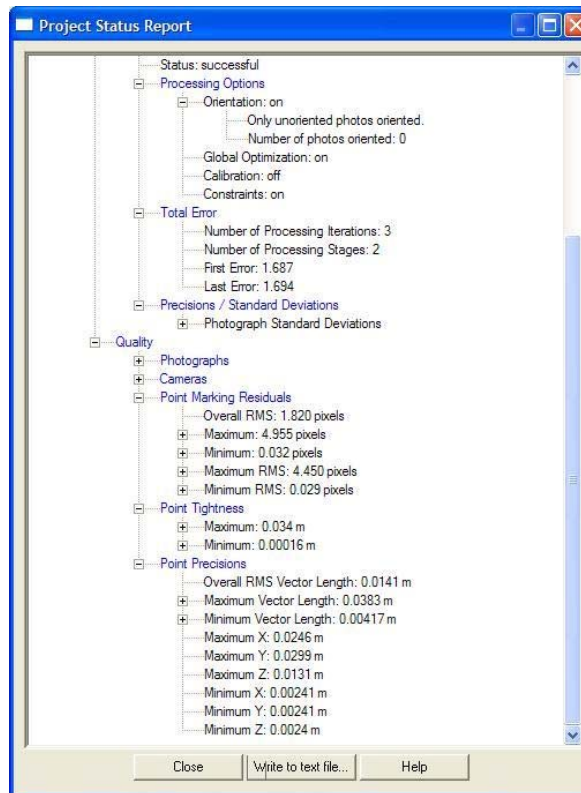 Project Status Report
Status: successful
Processing Options
Orientation: on
Only unoriented photos oriented.
Number of photos oriented: 0
Global Optimization: on
Calibration: off
Constraints: on
Total Error
Number of Processing Iterations: 3
Number of Processing Stages: 2
First Error: 1.687
Last Error: 1.694
Precisions / Standard Deviations
Photograph Standard Deviations
Quality
Photographs
Cameras
Point Marking Residuals
Overall RMS: 1.820 pixels
Maximum: 4.955 pixels
Minimum: 0.032 pixels
Maximum RMS: 4.450 pixels
Minimum RMS: 0.029 pixels
Point Tightness
Maximum: 0.034 m
Minimum: 0.00016 m
Point Precisions
Overall RMS Vector Length: 0.0141 m
Maximum Vector Length: 0.0383 m
Minimum Vector Length: 0.00417 m
Maximum X: 0.0246 m
Maximum Y: 0.0299 m
Maximum Z: 0.0131 m
Minimum X: 0.00241 m
Minimum Y: 0.00241 m
Minimum Z: 0.0024 m
Close Write to text file... Help